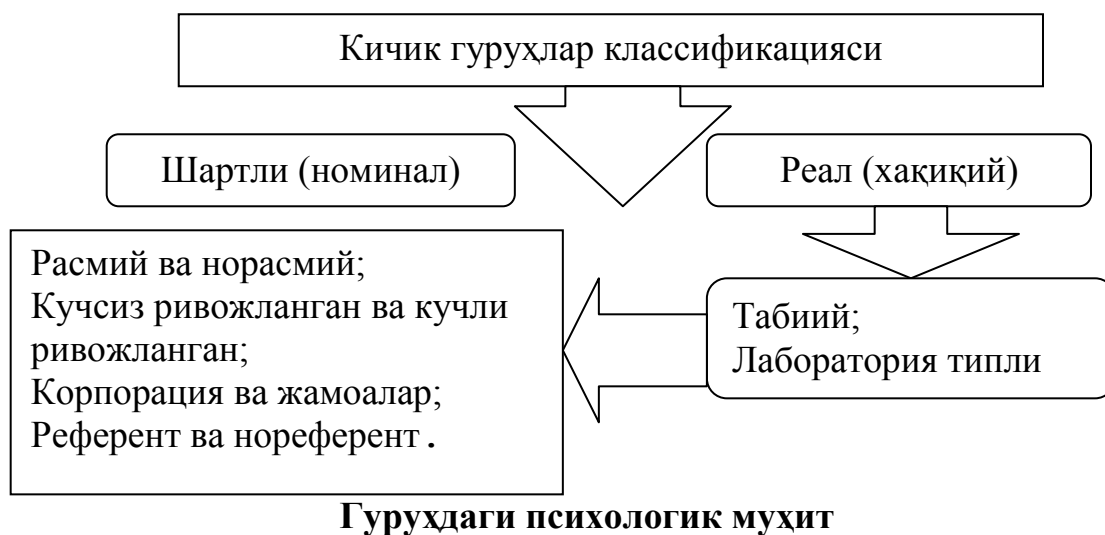 Кичик гуруҳлар классификацияси
Шартли (номинал)
Реал (хақиқий)
Расмий ва норасмий;
Кучсиз ривожланган ва кучли
ривожланган;
Корпорация ва жамоалар;
Референт ва нореферент.
Табиий;
Лаборатория типли
Гуруҳдаги психологик муҳит